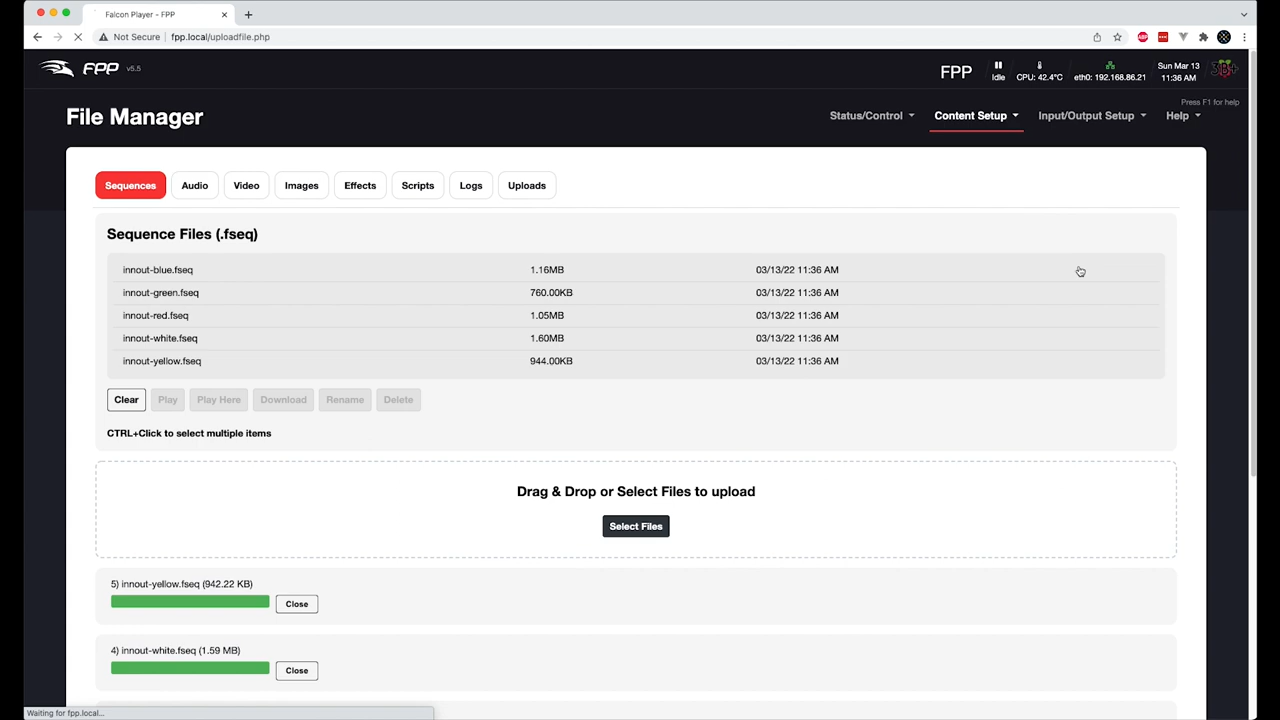 Falcon Player – FPP
Not Secure | fpp.local/uploadfile.php
ABP
FPP v5.5
FPP
Idle
CPU: 42.4°C
eth0: 192.168.86.21
Sun Mar 13
11:36 AM
3B+
Press F1 for help
File Manager
Status/Control
Content Setup
Input/Output Setup
Help
Sequences
Audio
Video
Images
Effects
Scripts
Logs
Uploads
Sequence Files (.fseq)
innout-blue.fseq 1.16MB 03/13/22 11:36 AM
innout-green.fseq 760.00KB 03/13/22 11:36 AM
innout-red.fseq 1.05MB 03/13/22 11:36 AM
innout-white.fseq 1.60MB 03/13/22 11:36 AM
innout-yellow.fseq 944.00KB 03/13/22 11:36 AM
Clear
Play
Play Here
Download
Rename
Delete
CTRL+Click to select multiple items
Drag & Drop or Select Files to upload
Select Files
5) innout-yellow.fseq (942.22 KB)
Close
4) innout-white.fseq (1.59 MB)
Close
Waiting for fpp.local...